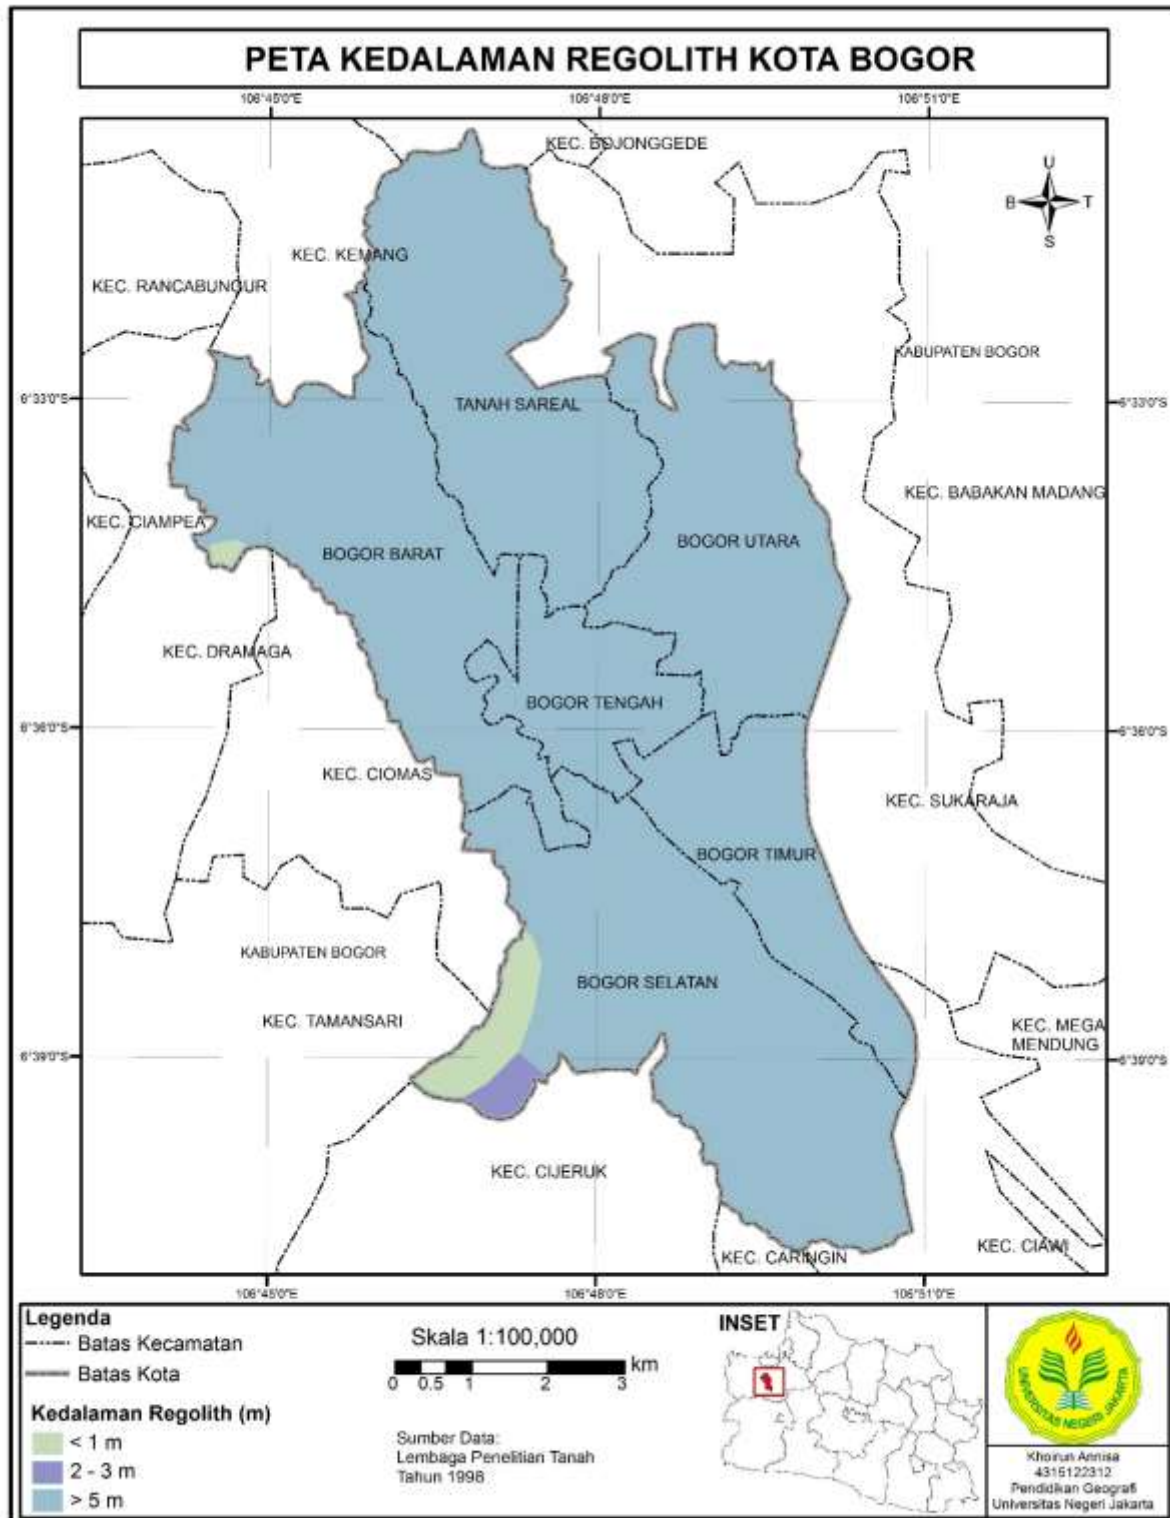 PETA KEDALAMAN REGOLITH KOTA BOGOR
106°45'0"E 106°48'0"E 106°51'0"E
KEC. BOJONGGEDE
U
B T
S
KEC. KEMANG
KEC. RANCABUNGUR
KABUPATEN BOGOR
6°33'0"S 6°33'0"S
TANAH SAREAL
KEC. BABAKAN MADANG
KEC. CIAMPEA
BOGOR UTARA
BOGOR BARAT
KEC. DRAMAGA
BOGOR TENGAH
6°36'0"S 6°36'0"S
KEC. CIOMAS
KEC. SUKARAJA
BOGOR TIMUR
KABUPATEN BOGOR
BOGOR SELATAN
KEC. TAMANSARI
KEC. MEGA
MENDUNG
6°39'0"S 6°39'0"S
KEC. CIJERUK
KEC. CIAWI
KEC. CARINGIN
106°45'0"E 106°48'0"E 106°51'0"E
Legenda
Batas Kecamatan
Batas Kota
Kedalaman Regolith (m)
< 1 m
2 - 3 m
> 5 m
Skala 1:100,000
km
0 0.5 1 2 3
Sumber Data:
Lembaga Penelitian Tanah
Tahun 1998
INSET
UNIVERSITAS NEGERI JAKARTA
Khoirun Annisa
4315122312
Pendidikan Geografi
Universitas Negeri Jakarta